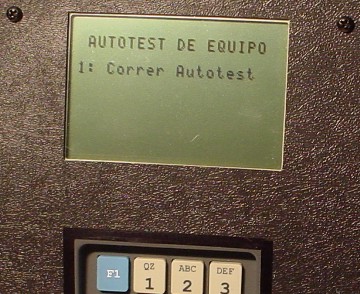 AUTOTEST DE EQUIPO
1: Correr Autotest
F1
QZ ABC DEF
1 2 3